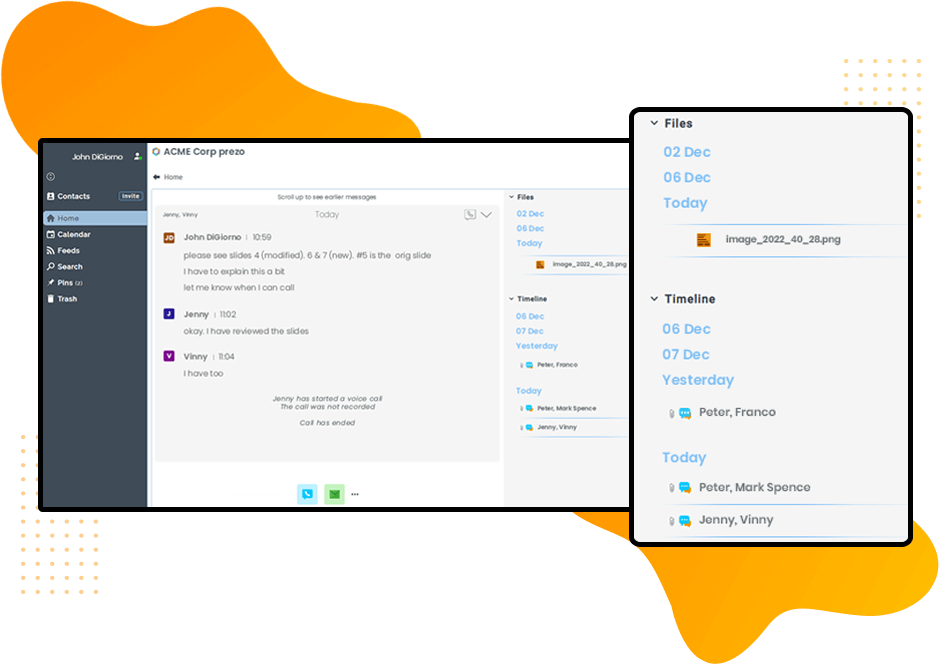 John DiGiorno
Contacts
Invite
Home
Calendar
Feeds
Search
Pins (2)
Trash
ACME Corp prezo
Home
Scroll up to see earlier messages
Jenny, Vinny
Today
JD
John DiGiorno | 10:59
please see slides 4 (modified). 6 & 7 (new). #5 is the orig slide
I have to explain this a bit
let me know when I can call
J
Jenny | 11:02
okay. I have reviewed the slides
V
Vinny | 11:04
I have too
Jenny has started a voice call
The call was not recorded
Call has ended
Files
02 Dec
06 Dec
Today
image_2022_40_28.png
Timeline
06 Dec
07 Dec
Yesterday
Peter, Franco
Today
Peter, Mark Spence
Jenny, Vinny
Files
02 Dec
06 Dec
Today
image_2022_40_28.png
Timeline
06 Dec
07 Dec
Yesterday
Peter, Franco
Today
Peter, Mark Spence
Jenny, Vinny